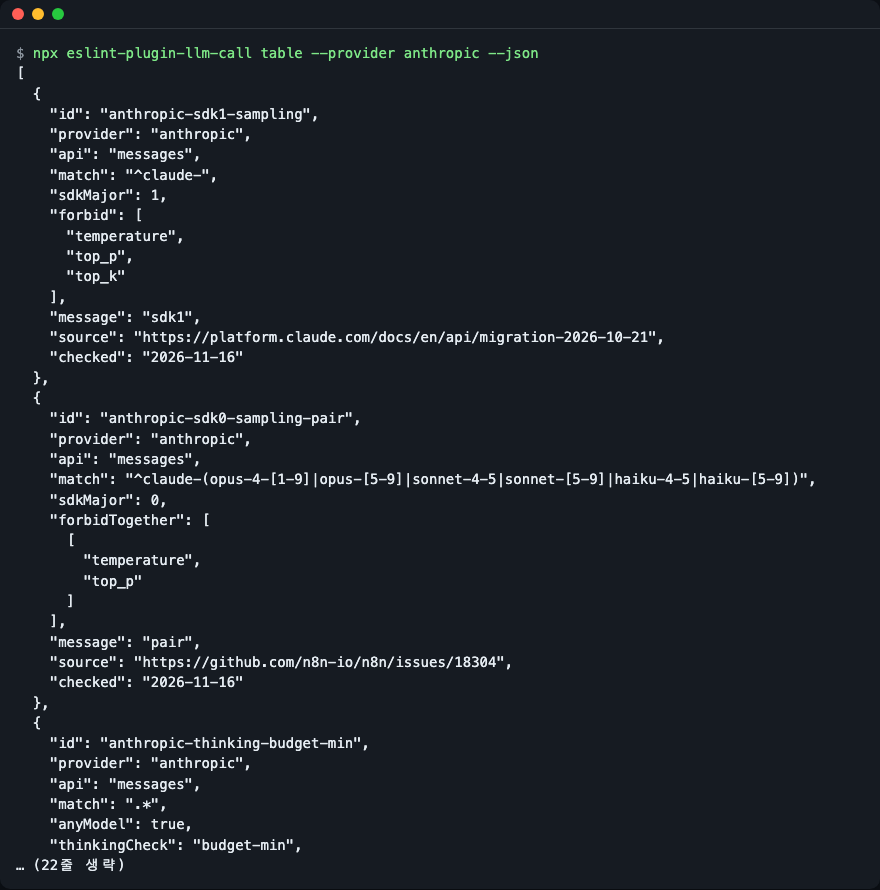 $ npx eslint-plugin-llm-call table --provider anthropic --json
[
  {
    "id": "anthropic-sdk1-sampling",
    "provider": "anthropic",
    "api": "messages",
    "match": "^claude-",
    "sdkMajor": 1,
    "forbid": [
      "temperature",
      "top_p",
      "top_k"
    ],
    "message": "sdk1",
    "source": "https://platform.claude.com/docs/en/api/migration-2026-10-21",
    "checked": "2026-11-16"
  },
  {
    "id": "anthropic-sdk0-sampling-pair",
    "provider": "anthropic",
    "api": "messages",
    "match": "^claude-(opus-4-[1-9]|opus-[5-9]|sonnet-4-5|sonnet-[5-9]|haiku-4-5|haiku-[5-9])",
    "sdkMajor": 0,
    "forbidTogether": [
      [
        "temperature",
        "top_p"
      ]
    ],
    "message": "pair",
    "source": "https://github.com/n8n-io/n8n/issues/18304",
    "checked": "2026-11-16"
  },
  {
    "id": "anthropic-thinking-budget-min",
    "provider": "anthropic",
    "api": "messages",
    "match": ".*",
    "anyModel": true,
    "thinkingCheck": "budget-min",
… (22줄 생략)